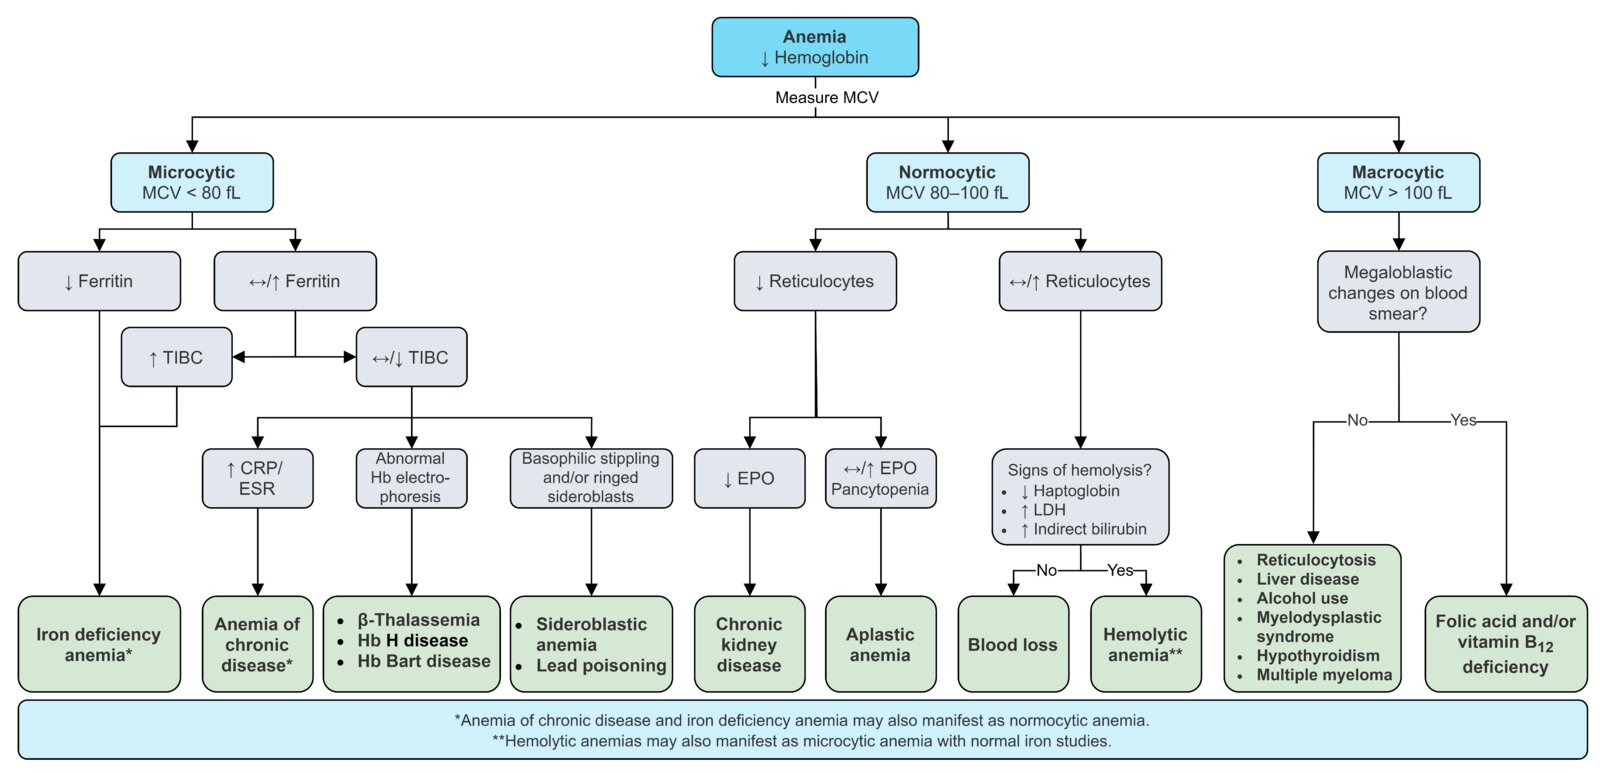 Anemia
↓ Hemoglobin
Measure MCV
Microcytic
MCV < 80 fL
Normocytic
MCV 80–100 fL
Macrocytic
MCV > 100 fL
↓ Ferritin
↔/↑ Ferritin
↓ Reticulocytes
↔/↑ Reticulocytes
Megaloblastic
changes on blood
smear?
↑ TIBC
↔/↓ TIBC
No
Yes
↑ CRP/
ESR
Abnormal
Hb electro-
phoresis
Basophilic stippling
and/or ringed
sideroblasts
↓ EPO
↔/↑ EPO
Pancytopenia
Signs of hemolysis?
• ↓ Haptoglobin
• ↑ LDH
• ↑ Indirect bilirubin
No
Yes
Iron deficiency
anemia*
Anemia of
chronic
disease*
• β-Thalassemia
• Hb H disease
• Hb Bart disease
• Sideroblastic
anemia
• Lead poisoning
Chronic
kidney
disease
Aplastic
anemia
Blood loss
Hemolytic
anemia**
• Reticulocytosis
• Liver disease
• Alcohol use
• Myelodysplastic
syndrome
• Hypothyroidism
• Multiple myeloma
Folic acid and/or
vitamin B12
deficiency
*Anemia of chronic disease and iron deficiency anemia may also manifest as normocytic anemia.
**Hemolytic anemias may also manifest as microcytic anemia with normal iron studies.